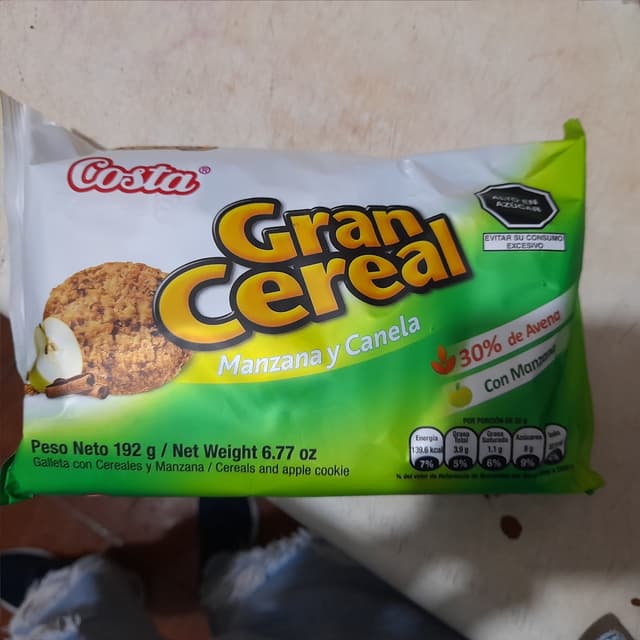 Costa®
Gran
Cereal
Manzana y Canela
ALTO EN
AZÚCAR
EVITAR SU CONSUMO
EXCESIVO
30% de Avena
Con Manzana
Peso Neto 192 g / Net Weight 6.77 oz
Galleta con Cereales y Manzana / Cereals and apple cookie
Energía Grasa Total Grasa Saturada Azúcares
139.6 kcal 3.9 g 1.1 g 8 g
7% 5% 6% 9%